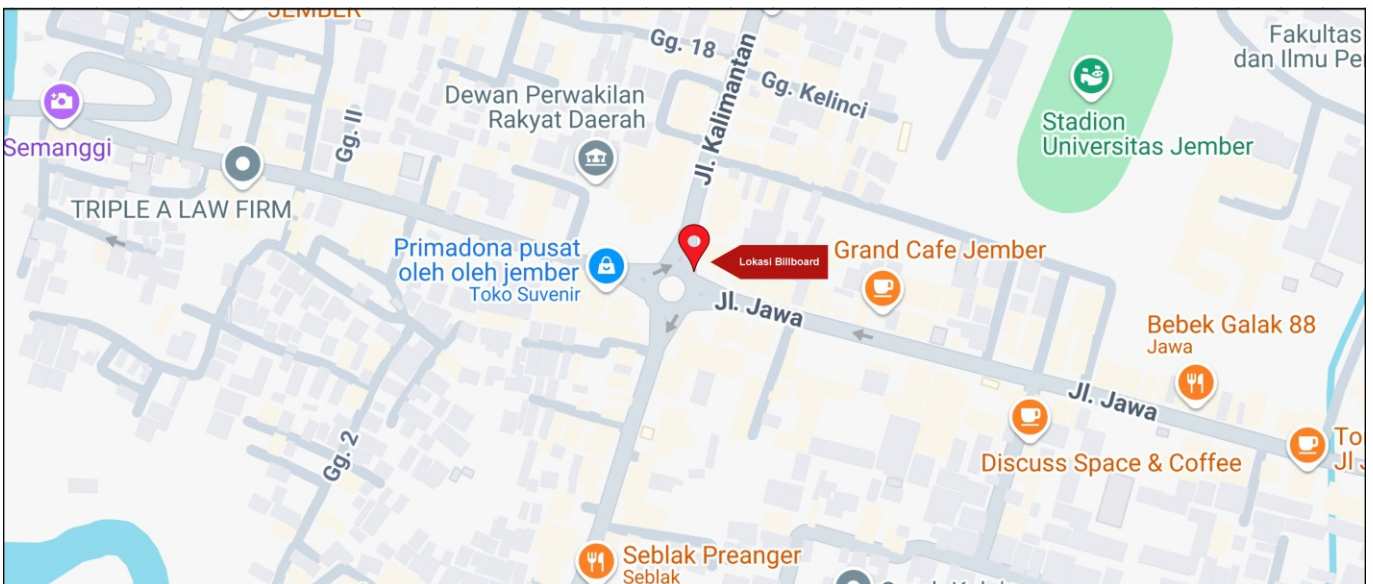 JEMBER
Gg. 18
Jl. Kalimantan
Gg. Kelinci
Fakultas
dan Ilmu
Dewan Perwakilan
Rakyat Daerah
Gg. II
Stadion
Universitas Jember
Semanggi
TRIPLE A LAW FIRM
Primadona pusat
oleh oleh jember
Toko Suvenir
Lokasi Billboard
Grand Cafe Jember
Jl. Jawa
Bebek Galak 88
Jawa
Jl. Jawa
Gg. 2
Discuss Space & Coffee
To
Jl
Seblak Preanger
Seblak